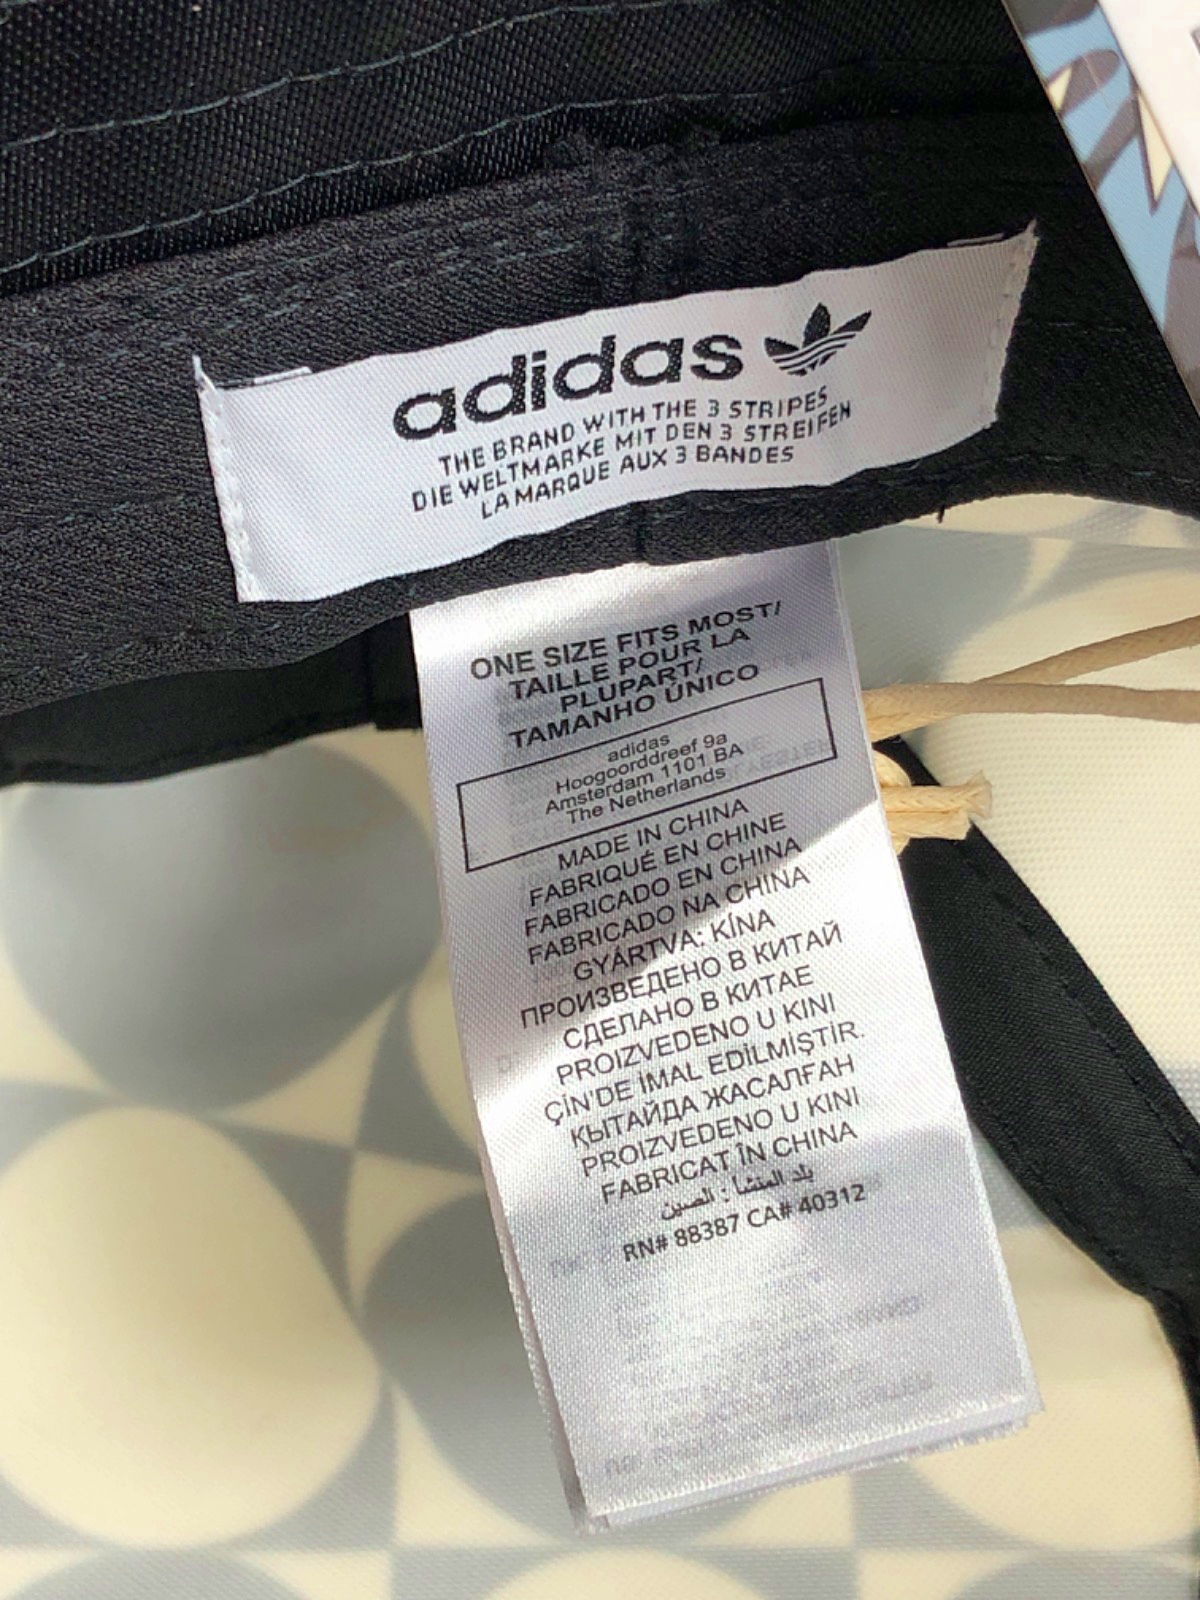 adidas
THE BRAND WITH THE 3 STRIPES
DIE WELTMARKE MIT DEN 3 STREIFEN
LA MARQUE AUX 3 BANDES
ONE SIZE FITS MOST/
TAILLE POUR LA
PLUPART/
TAMANHO ÚNICO
adidas
Hoogoorddreef 9a
Amsterdam 1101 BA
The Netherlands
MADE IN CHINA
FABRIQUÉ EN CHINE
FABRICADO EN CHINA
FABRICADO NA CHINA
GYÁRTVA: KÍNA
ПРОИЗВЕДЕНО В КИТАЙ
СДЕЛАНО В КИТАЕ
PROIZVEDENO U KINI
ÇİN'DE İMAL EDİLMİŞTİR.
ҚЫТАЙДА ЖАСАЛҒАН
PROIZVEDENO U KINI
FABRICAT ÎN CHINA
بلد المنشأ : الصين
RN# 88387 CA# 40312